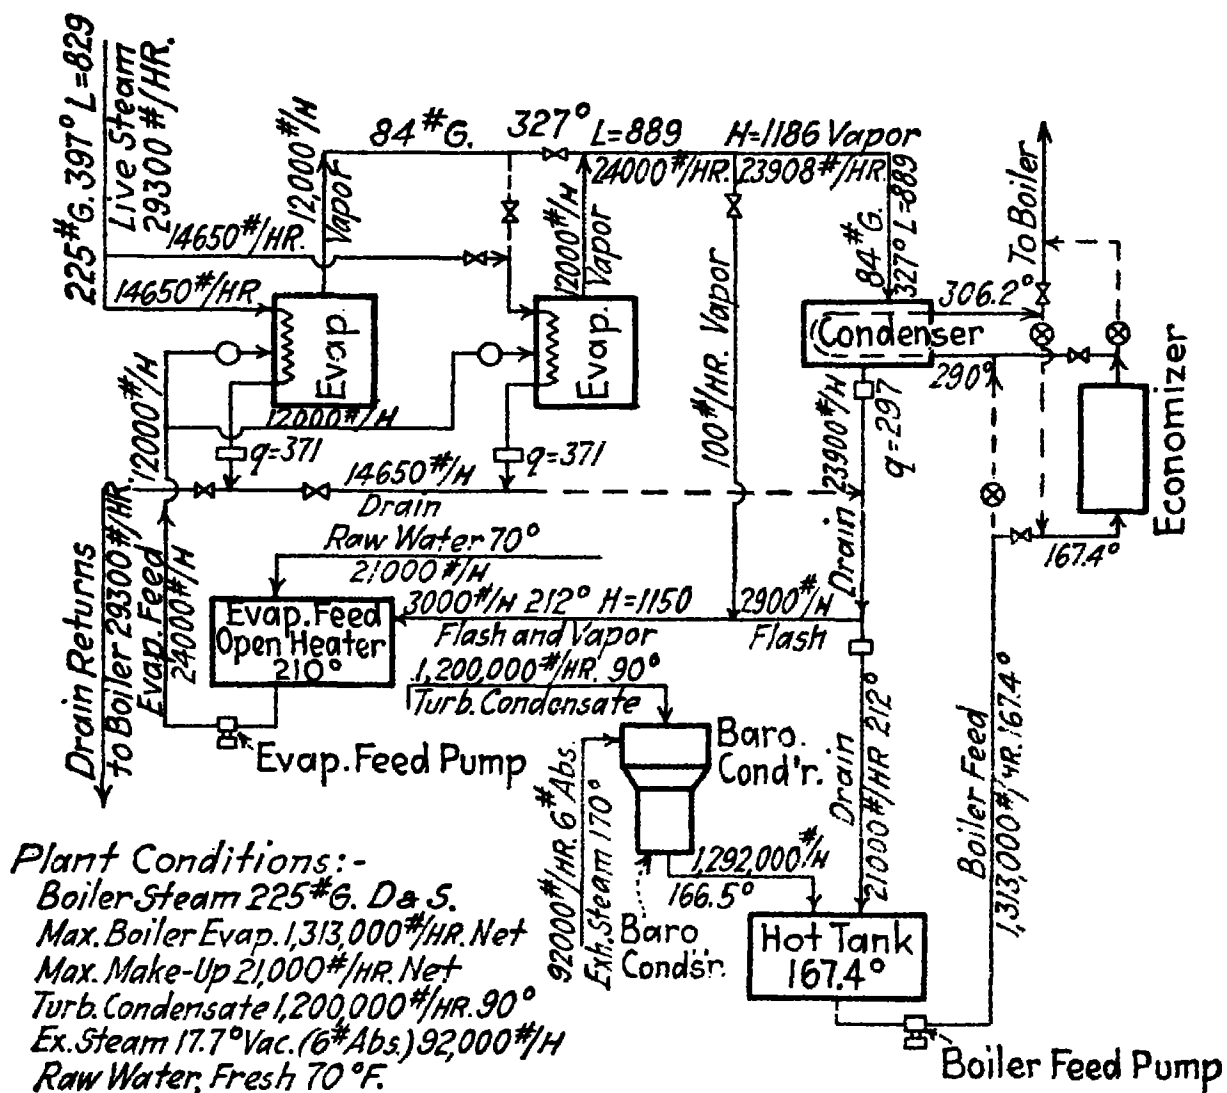 225#G. 397° L=829
Live Steam
29300#/HR.
12,000#/H
Vapor
84#G.
327°
L=889
H=1186 Vapor
24000#/HR.
23908#/HR.
14650#/HR.
14650#/HR
12000#/H
Vapor
100#/HR. Vapor
84#G.
327° L=889
To Boiler
306.2°
Condenser
290°
Economizer
Evap.
Evap.
12000#/H
12000#/H
q=371
q=371
23900#/H
q=297
14650#/H
Drain
Raw Water 70°
21000#/H
167.4°
Drain Returns
to Boiler 29300#/HR.
Evap. Feed
24000#/H
Evap. Feed
Open Heater
210°
3000#/H 212° H=1150
Flash and Vapor
2900#/H
Flash
Drain
1,200,000#/HR. 90°
Turb. Condensate
Evap. Feed Pump
Baro.
Cond'r.
92000#/HR. 6# Abs.
Exh. Steam 170°
1,292,000#/H
166.5°
Baro
Cond's'r.
Drain
21000#/HR 212°
Boiler Feed
1,313,000#/HR. 167.4°
Hot Tank
167.4°
Boiler Feed Pump
Plant Conditions:-
Boiler Steam 225#G. D&S.
Max. Boiler Evap. 1,313,000#/HR. Net
Max. Make-Up 21,000#/HR. Net
Turb. Condensate 1,200,000#/HR. 90°
Ex. Steam 17.7° Vac. (6# Abs.) 92,000#/H
Raw Water, Fresh 70°F.